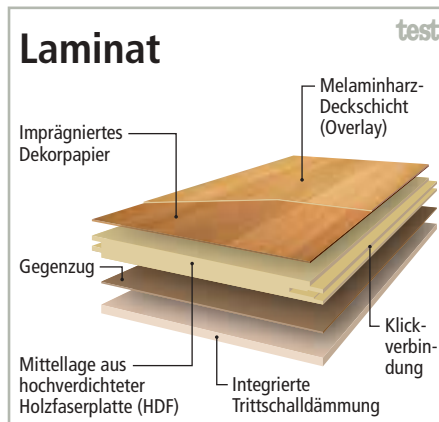 test
Laminat
Melaminharz-
Deckschicht
(Overlay)
Imprägniertes
Dekorpapier
Gegenzug
Klick-
verbin-
dung
Mittellage aus
hochverdichteter
Holzfaserplatte (HDF)
Integrierte
Trittschalldämmung